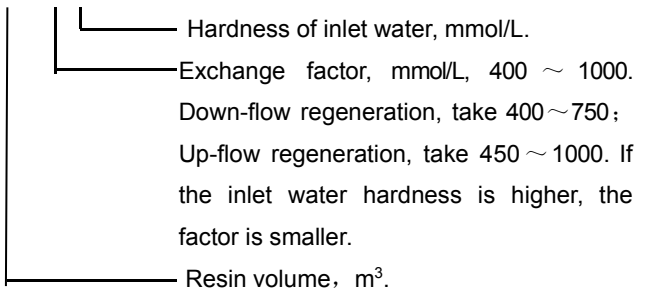 Hardness of inlet water, mmol/L.
Exchange factor, mmol/L, 400 ～ 1000.
Down-flow regeneration, take 400～750；
Up-flow regeneration, take 450～1000. If
the inlet water hardness is higher, the
factor is smaller.
Resin volume，m³.